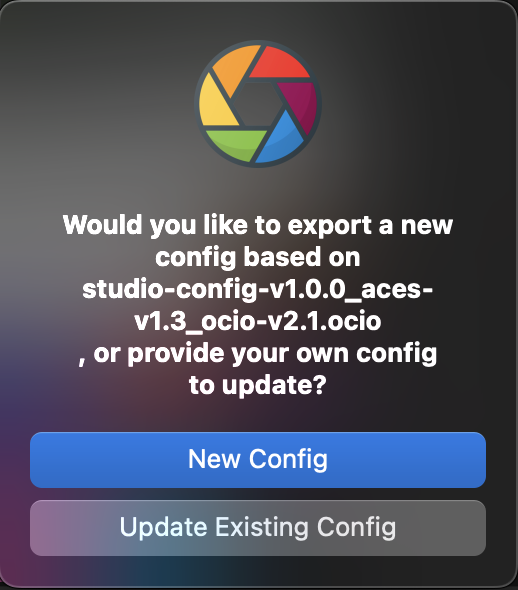 Would you like to export a new
config based on
studio-config-v1.0.0_aces-
v1.3_ocio-v2.1.ocio
, or provide your own config
to update?
New Config
Update Existing Config